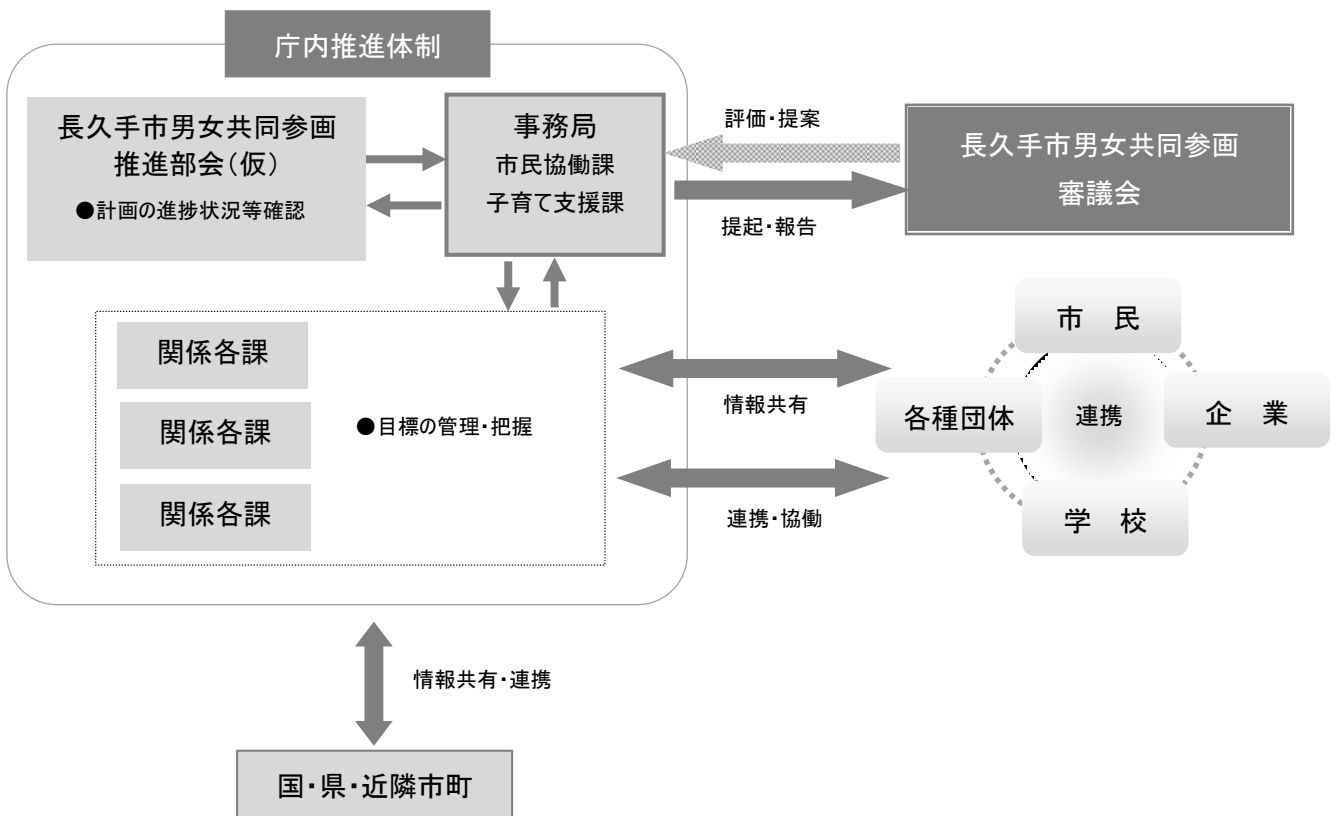 庁内推進体制
長久手市男女共同参画
推進部会(仮)
●計画の進捗状況等確認
事務局
市民協働課
子育て支援課
評価・提案
提起・報告
長久手市男女共同参画
審議会
関係各課
関係各課
関係各課
●目標の管理・把握
情報共有
連携・協働
市　民
各種団体
連携
企　業
学　校
情報共有・連携
国・県・近隣市町